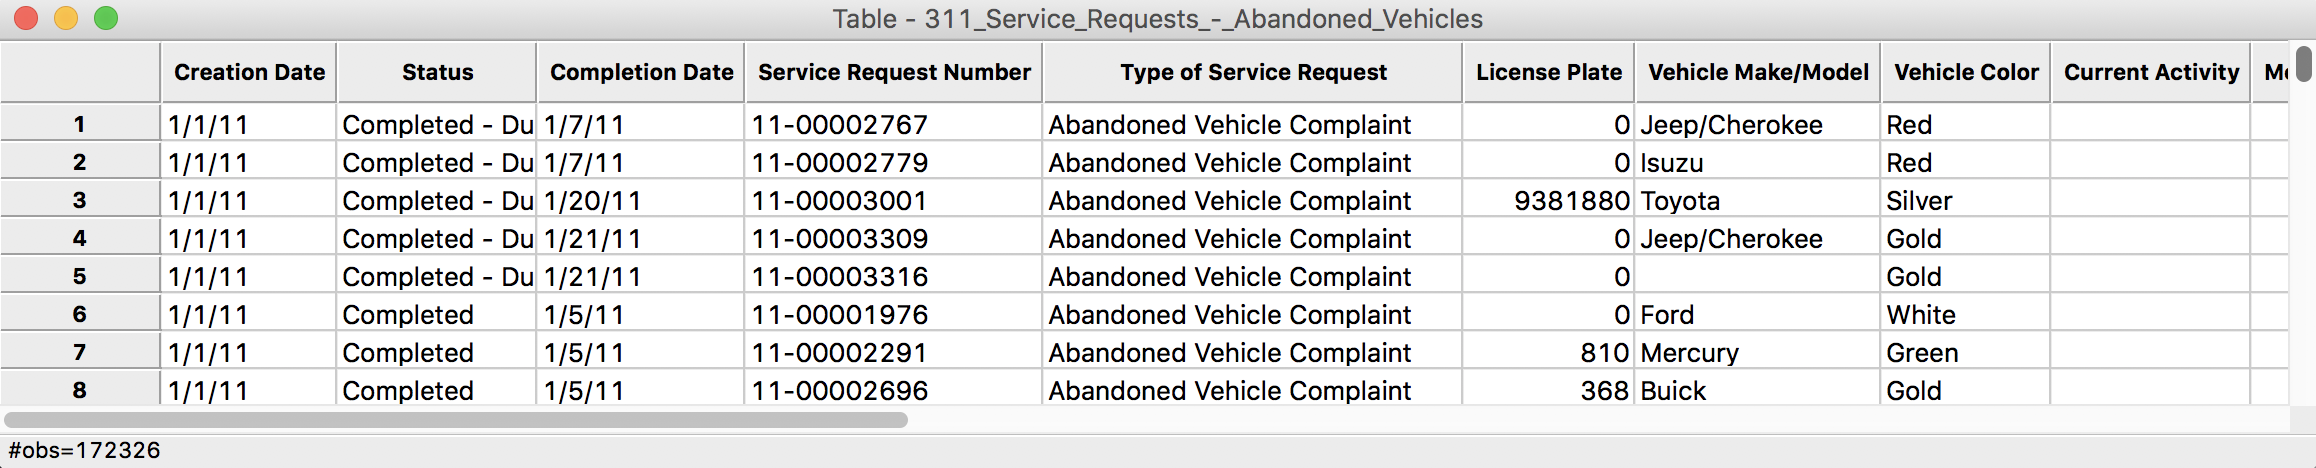 Table - 311_Service_Requests_-_Abandoned_Vehicles
Creation Date Status Completion Date Service Request Number Type of Service Request License Plate Vehicle Make/Model Vehicle Color Current Activity
1 1/1/11 Completed - Du 1/7/11 11-00002767 Abandoned Vehicle Complaint 0 Jeep/Cherokee Red
2 1/1/11 Completed - Du 1/7/11 11-00002779 Abandoned Vehicle Complaint 0 Isuzu Red
3 1/1/11 Completed - Du 1/20/11 11-00003001 Abandoned Vehicle Complaint 9381880 Toyota Silver
4 1/1/11 Completed - Du 1/21/11 11-00003309 Abandoned Vehicle Complaint 0 Jeep/Cherokee Gold
5 1/1/11 Completed - Du 1/21/11 11-00003316 Abandoned Vehicle Complaint 0 Gold
6 1/1/11 Completed 1/5/11 11-00001976 Abandoned Vehicle Complaint 0 Ford White
7 1/1/11 Completed 1/5/11 11-00002291 Abandoned Vehicle Complaint 810 Mercury Green
8 1/1/11 Completed 1/5/11 11-00002696 Abandoned Vehicle Complaint 368 Buick Gold
#obs=172326